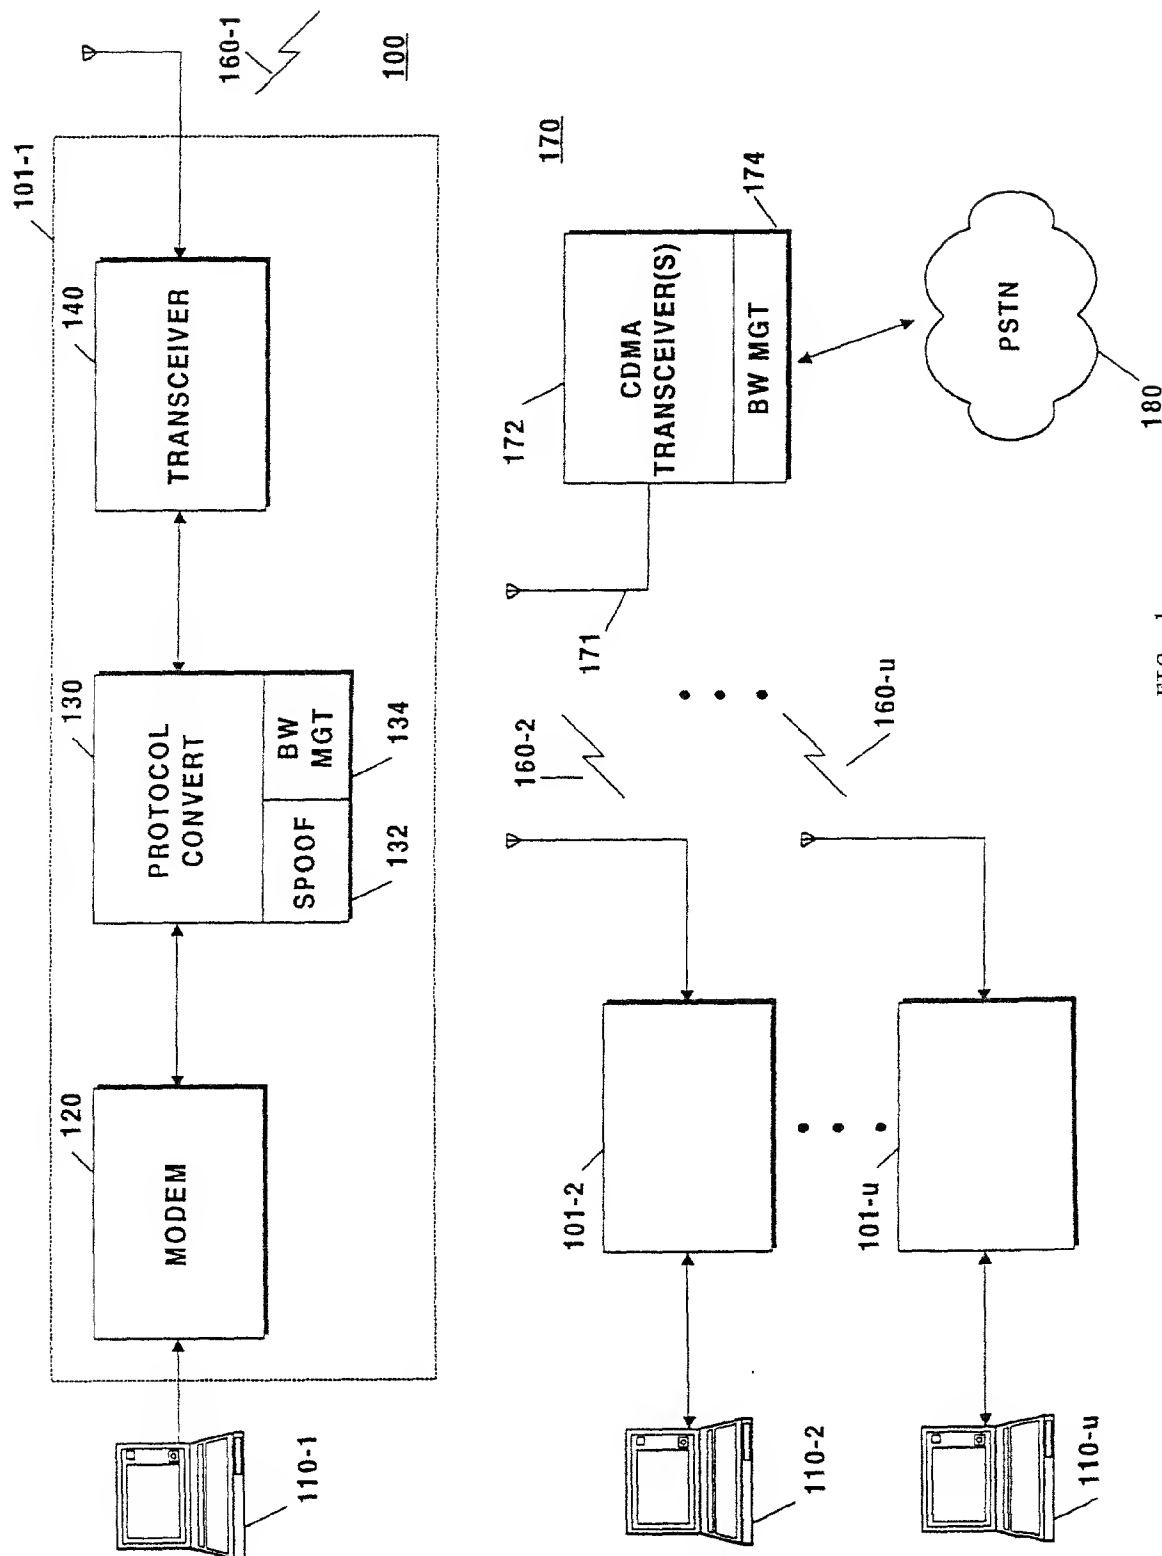 101-1
120
MODEM
130
PROTOCOL
CONVERT
SPOOF
BW
MGT
132
134
140
TRANSCEIVER
160-1
100
110-1
170
172
CDMA
TRANSCEIVER(S)
BW MGT
174
171
PSTN
180
160-2
160-u
101-2
101-u
110-2
110-u